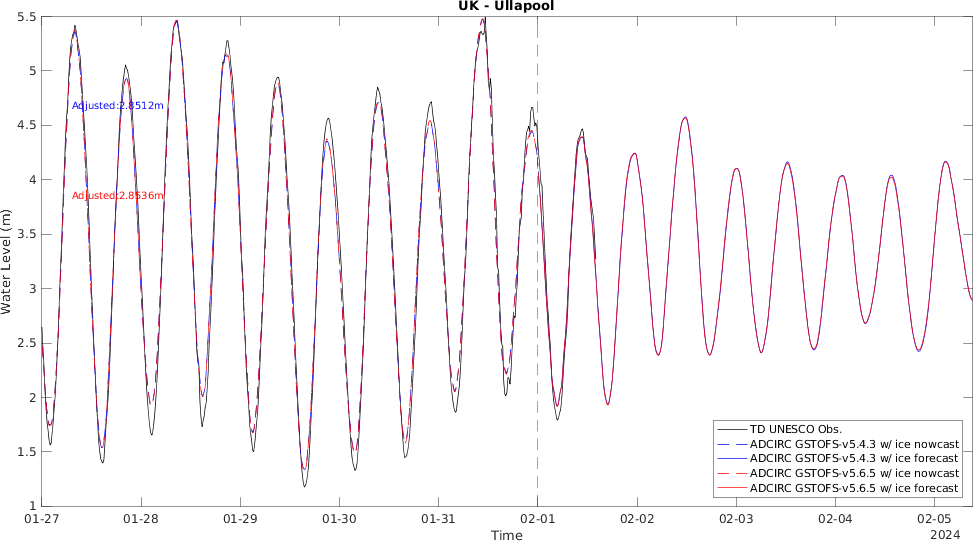 UK - Ullapool
5.5
5
4.5
4
3.5
3
2.5
2
1.5
1
Water Level (m)
Adjusted:2.8512m
Adjusted:2.8536m
TD UNESCO Obs.
ADCIRC GSTOFS-v5.4.3 w/ ice nowcast
ADCIRC GSTOFS-v5.4.3 w/ ice forecast
ADCIRC GSTOFS-v5.6.5 w/ ice nowcast
ADCIRC GSTOFS-v5.6.5 w/ ice forecast
01-27 01-28 01-29 01-30 01-31 02-01 02-02 02-03 02-04 02-05
2024
Time